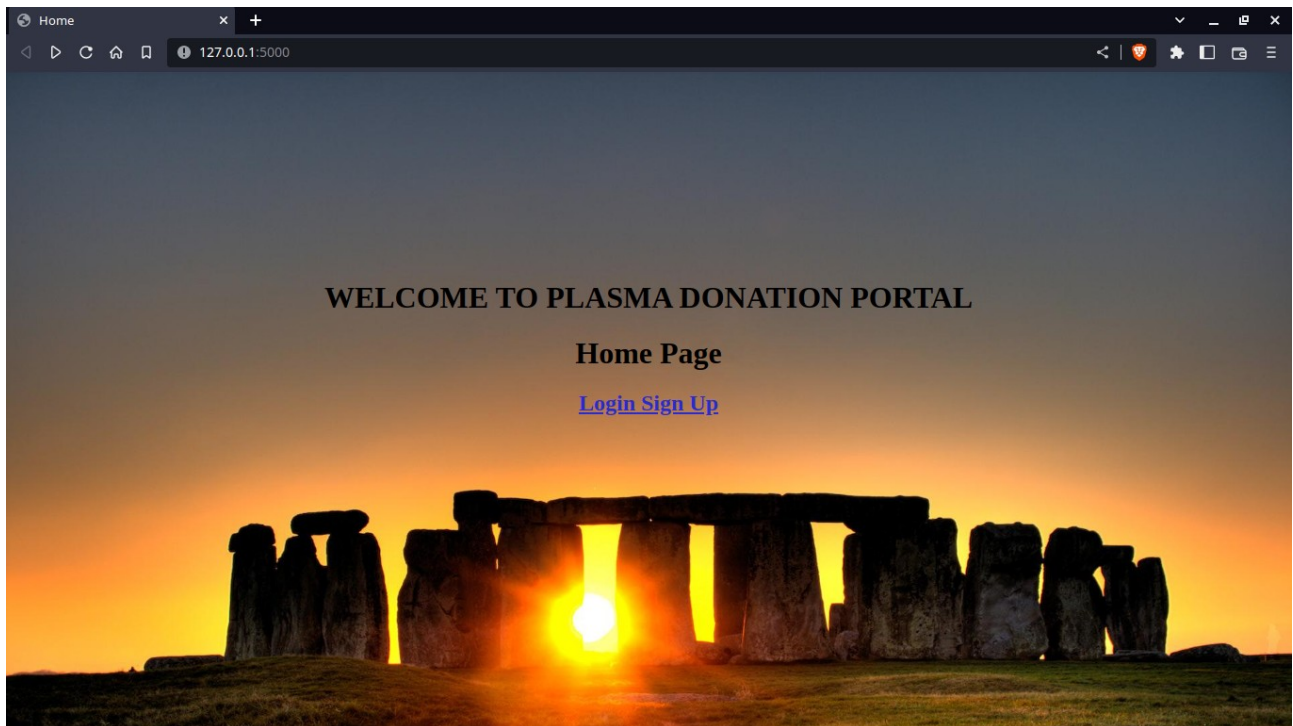 Home
127.0.0.1:5000
WELCOME TO PLASMA DONATION PORTAL
Home Page
Login Sign Up